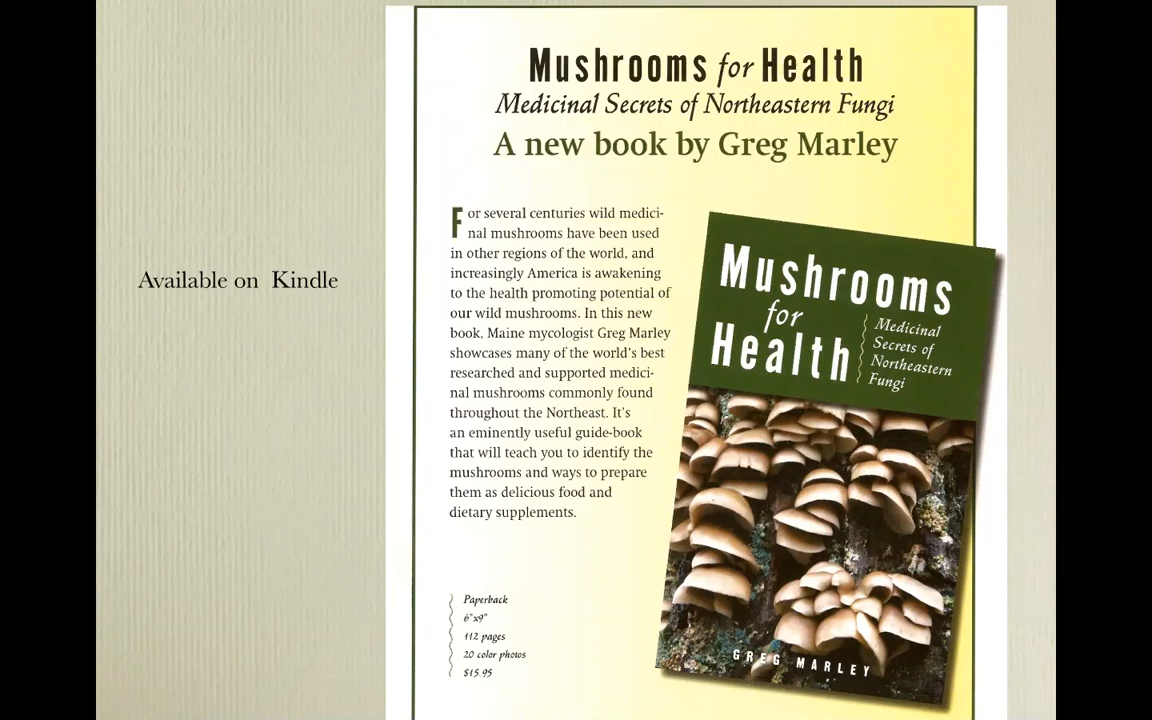 Mushrooms for Health
Medicinal Secrets of Northeastern Fungi
A new book by Greg Marley
Available on Kindle
For several centuries wild medici-
nal mushrooms have been used
in other regions of the world, and
increasingly America is awakening
to the health promoting potential of
our wild mushrooms. In this new
book, Maine mycologist Greg Marley
showcases many of the world's best
researched and supported medici-
nal mushrooms commonly found
throughout the Northeast. It's
an eminently useful guide-book
that will teach you to identify the
mushrooms and ways to prepare
them as delicious food and
dietary supplements.
Paperback
6"x9"
112 pages
20 color photos
$15.95
Mushrooms
for
Health
Medicinal
Secrets of
Northeastern
Fungi
GREG MARLEY